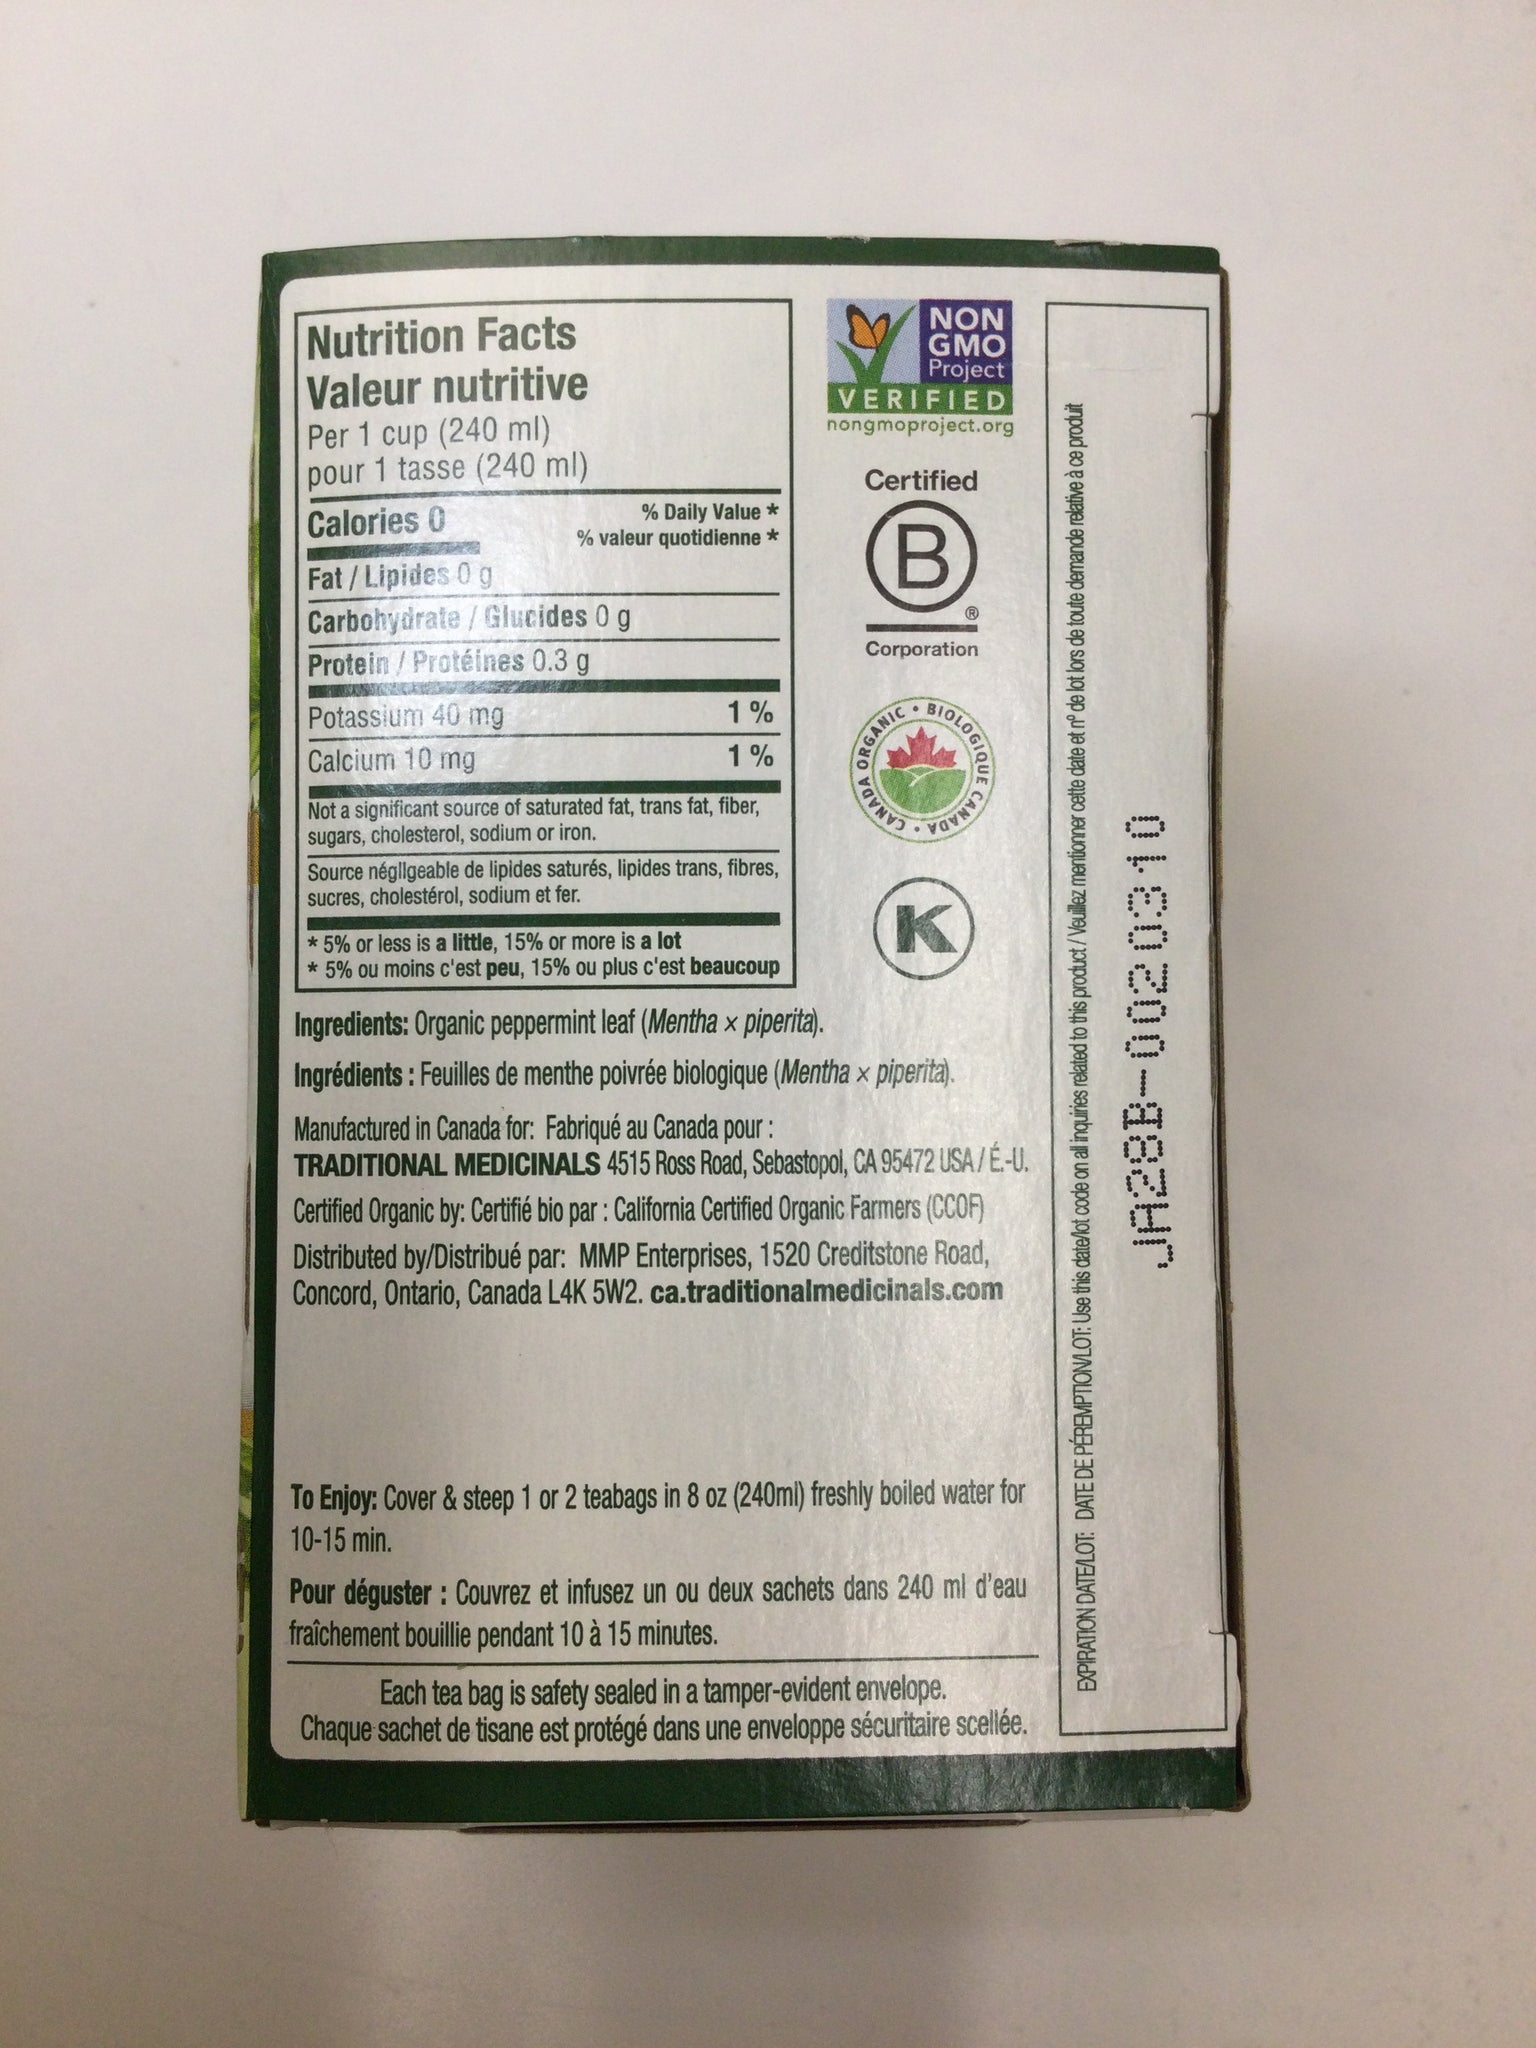 Nutrition Facts
Valeur nutritive
Per 1 cup (240 ml)
pour 1 tasse (240 ml)
Calories 0
% Daily Value *
% valeur quotidienne *
Fat / Lipides 0 g
Carbohydrate / Glucides 0 g
Protein / Protéines 0.3 g
Potassium 40 mg 1 %
Calcium 10 mg 1 %
Not a significant source of saturated fat, trans fat, fiber,
sugars, cholesterol, sodium or iron.
Source négligeable de lipides saturés, lipides trans, fibres,
sucres, cholestérol, sodium et fer.
* 5% or less is a little, 15% or more is a lot
* 5% ou moins c'est peu, 15% ou plus c'est beaucoup
NON
GMO
Project
VERIFIED
nongmoproject.org
Certified
B
®
Corporation
CANADA ORGANIC • BIOLOGIQUE CANADA •
K
Ingredients: Organic peppermint leaf (Mentha × piperita).
Ingrédients : Feuilles de menthe poivrée biologique (Mentha × piperita).
Manufactured in Canada for: Fabriqué au Canada pour :
TRADITIONAL MEDICINALS 4515 Ross Road, Sebastopol, CA 95472 USA / É.-U.
Certified Organic by: Certifié bio par : California Certified Organic Farmers (CCOF)
Distributed by/Distribué par: MMP Enterprises, 1520 Creditstone Road,
Concord, Ontario, Canada L4K 5W2. ca.traditionalmedicinals.com
To Enjoy: Cover & steep 1 or 2 teabags in 8 oz (240ml) freshly boiled water for
10-15 min.
Pour déguster : Couvrez et infusez un ou deux sachets dans 240 ml d'eau
fraîchement bouillie pendant 10 à 15 minutes.
Each tea bag is safety sealed in a tamper-evident envelope.
Chaque sachet de tisane est protégé dans une enveloppe sécuritaire scellée.
EXPIRATION DATE/LOT: DATE DE PÉREMPTION/LOT: Use this date/lot code on all inquiries related to this product / Veuillez mentionner cette date et nº de lot lors de toute demande relative à ce produit
JA28B-0020310